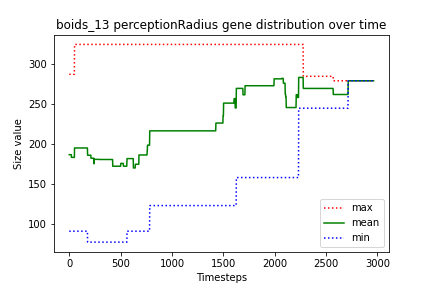 boids_13 perceptionRadius gene distribution over time
Size value
300
250
200
150
100
0
500
1000
1500
2000
2500
3000
Timesteps
max
mean
min